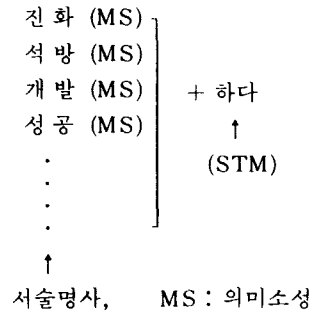 진화 (MS)
석방 (MS)
개발 (MS)
성공 (MS)
+ 하다
↑
(STM)
.
.
.
.
↑
서술명사, MS : 의미소성